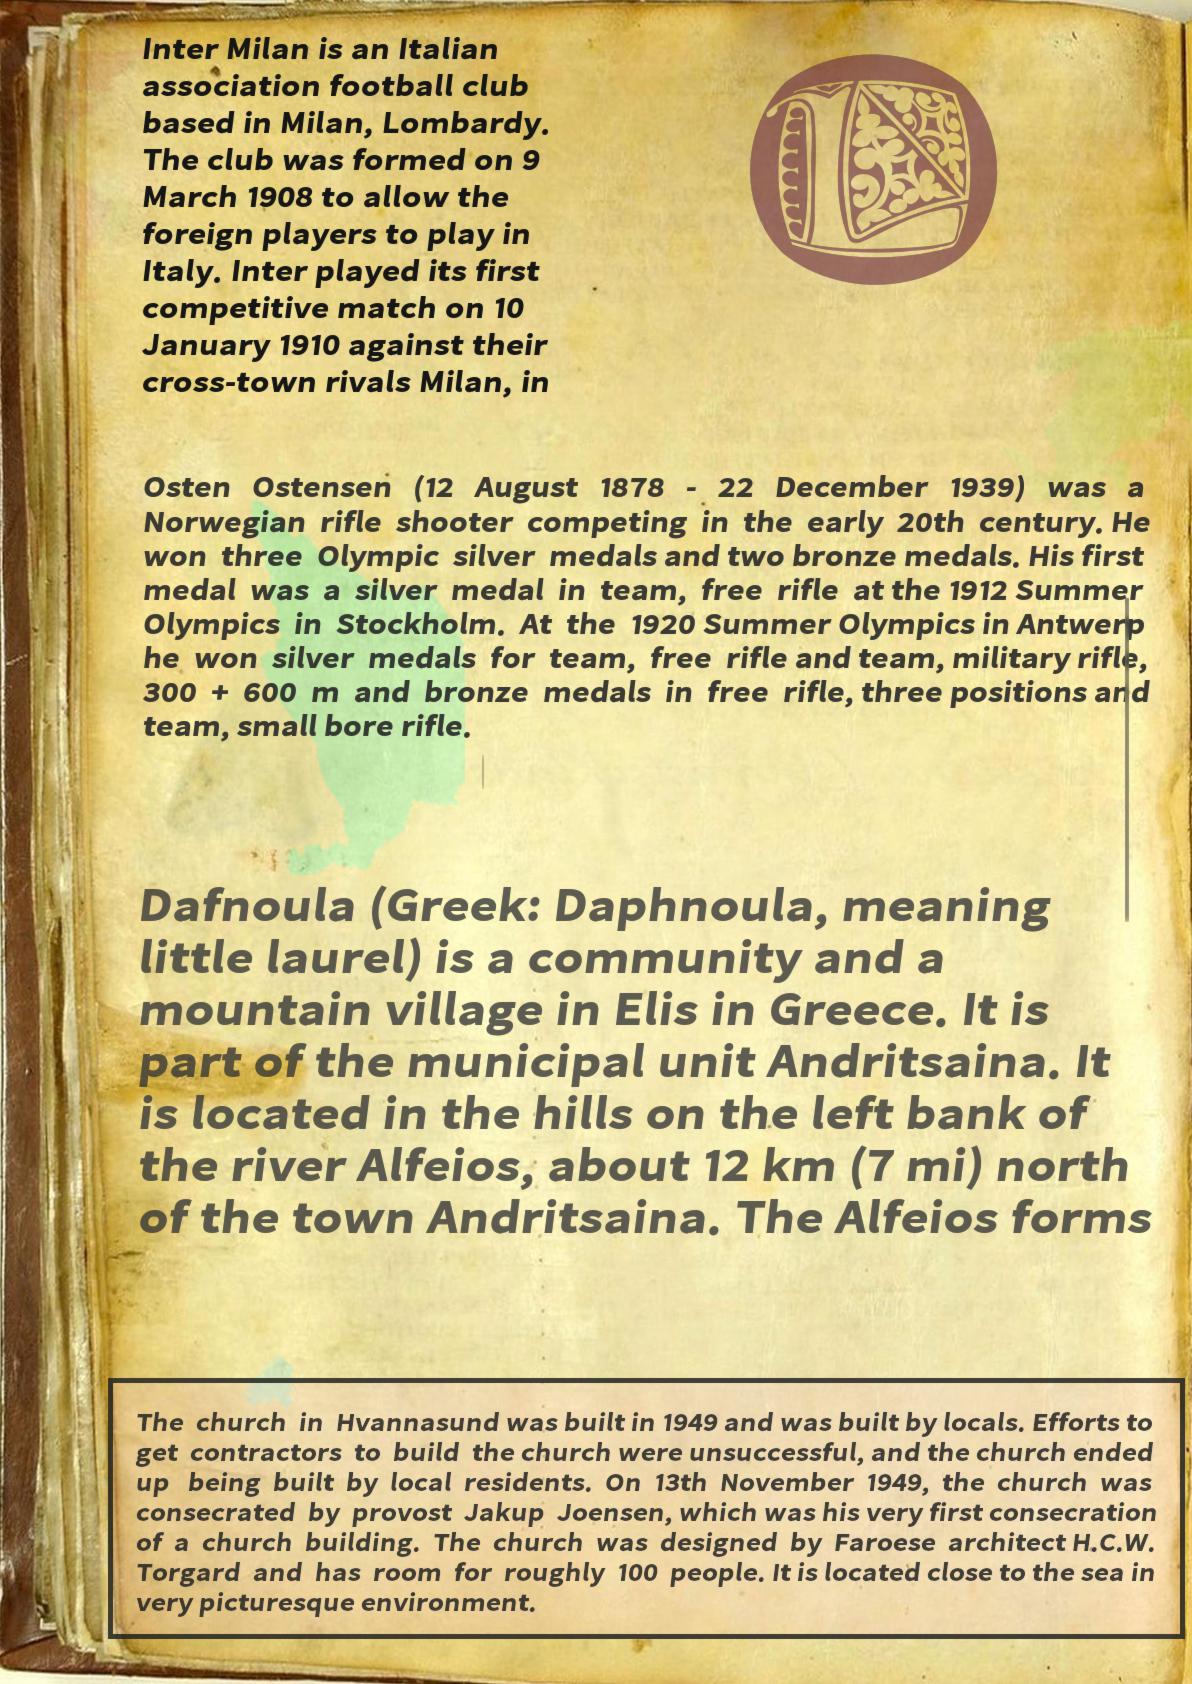 Inter Milan is an Italian
association football club
based in Milan, Lombardy.
The club was formed on 9
March 1908 to allow the
foreign players to play in
Italy. Inter played its first
competitive match on 10
January 1910 against their
cross-town rivals Milan, in
L
Osten Ostensen (12 August 1878 - 22 December 1939) was a
Norwegian rifle shooter competing in the early 20th century. He
won three Olympic silver medals and two bronze medals. His first
medal was a silver medal in team, free rifle at the 1912 Summer
Olympics in Stockholm. At the 1920 Summer Olympics in Antwerp
he won silver medals for team, free rifle and team, military rifle,
300 + 600 m and bronze medals in free rifle, three positions and
team, small bore rifle.
Dafnoula (Greek: Daphnoula, meaning
little laurel) is a community and a
mountain village in Elis in Greece. It is
part of the municipal unit Andritsaina. It
is located in the hills on the left bank of
the river Alfeios, about 12 km (7 mi) north
of the town Andritsaina. The Alfeios forms
The church in Hvannasund was built in 1949 and was built by locals. Efforts to
get contractors to build the church were unsuccessful, and the church ended
up being built by local residents. On 13th November 1949, the church was
consecrated by provost Jakup Joensen, which was his very first consecration
of a church building. The church was designed by Faroese architect H.C.W.
Torgard and has room for roughly 100 people. It is located close to the sea in
very picturesque environment.